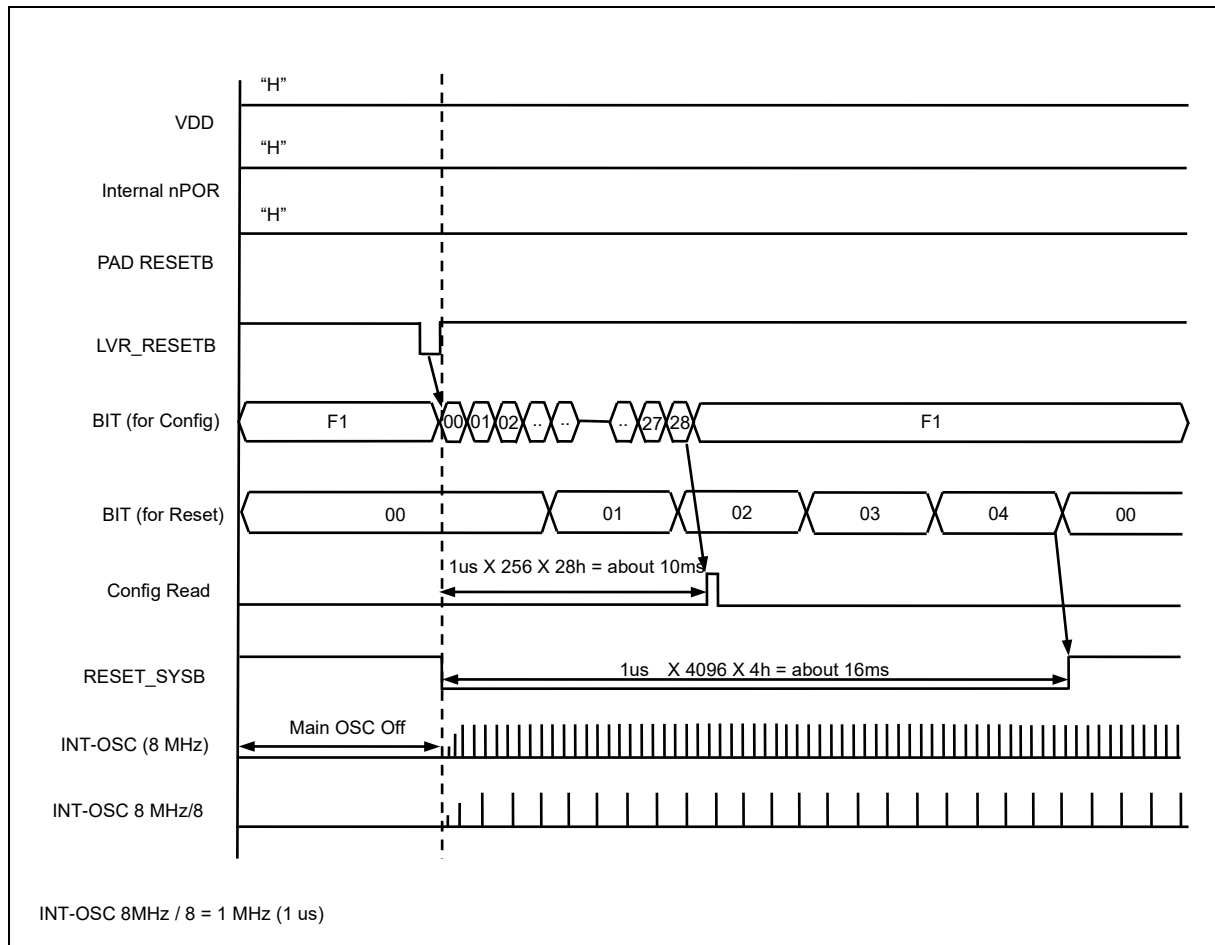 “H”
VDD
“H”
Internal nPOR
“H”
PAD RESETB
LVR_RESETB
BIT (for Config) F1 00 01 02 .. .. .. 27 28 F1
BIT (for Reset) 00 01 02 03 04 00
1us X 256 X 28h = about 10ms
Config Read
RESET_SYSB 1us X 4096 X 4h = about 16ms
Main OSC Off
INT-OSC (8 MHz)
INT-OSC 8 MHz/8
INT-OSC 8MHz / 8 = 1 MHz (1 us)